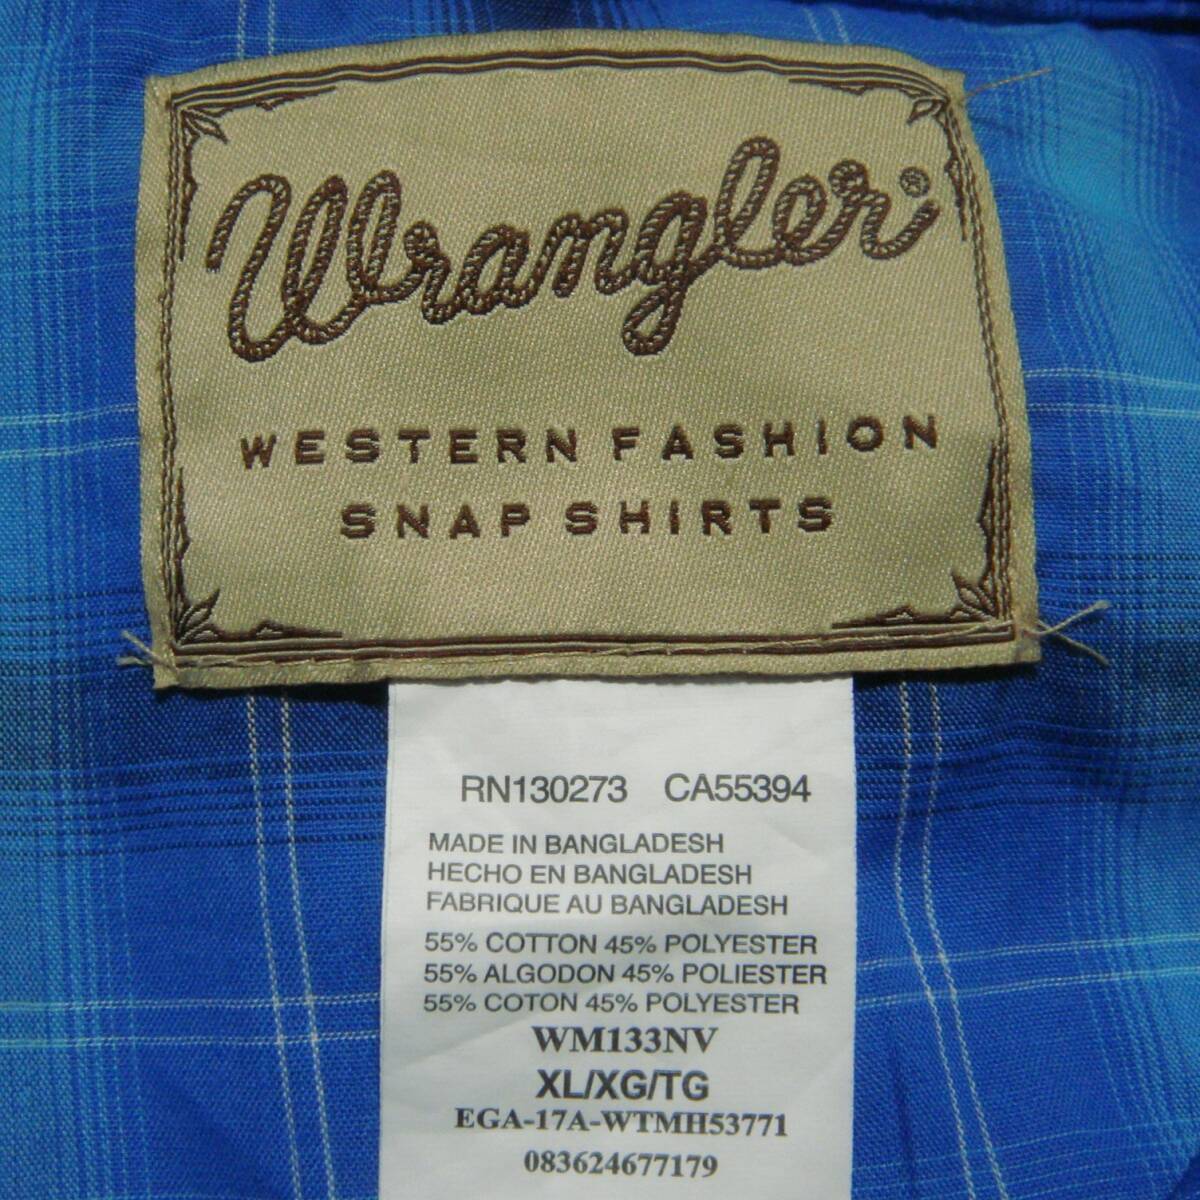 Wrangler®
WESTERN FASHION
SNAP SHIRTS
RN130273 CA55394
MADE IN BANGLADESH
HECHO EN BANGLADESH
FABRIQUE AU BANGLADESH
55% COTTON 45% POLYESTER
55% ALGODON 45% POLIESTER
55% COTON 45% POLYESTER
WM133NV
XL/XG/TG
EGA-17A-WTMH53771
083624677179